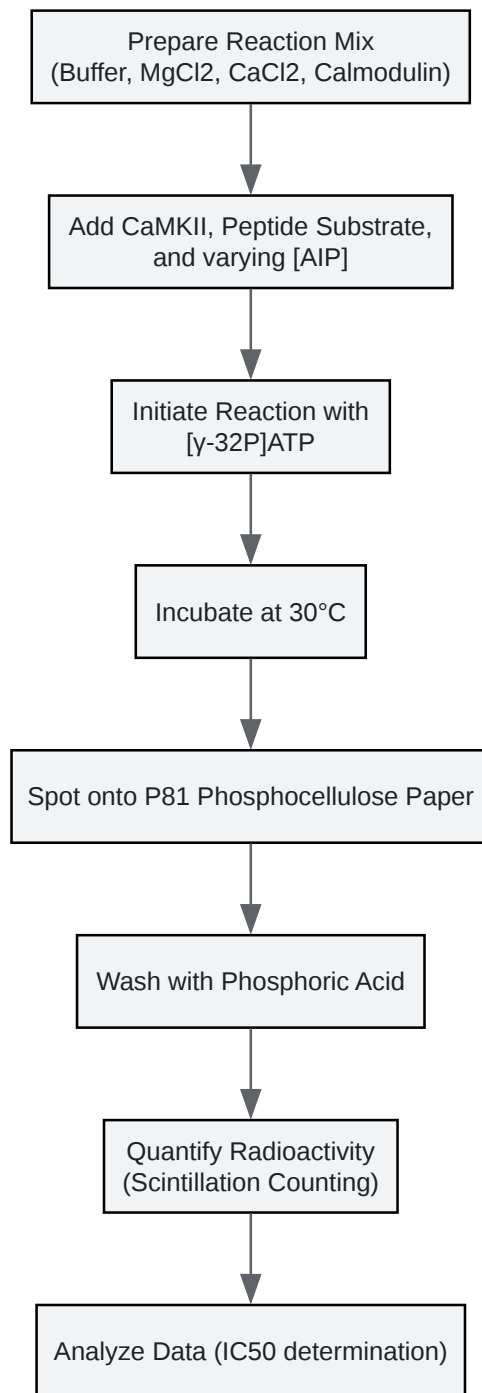 Prepare Reaction Mix
(Buffer, MgCl2, CaCl2, Calmodulin)
Add CaMKII, Peptide Substrate,
and varying [AIP]
Initiate Reaction with
[γ-32P]ATP
Incubate at 30°C
Spot onto P81 Phosphocellulose Paper
Wash with Phosphoric Acid
Quantify Radioactivity
(Scintillation Counting)
Analyze Data (IC50 determination)